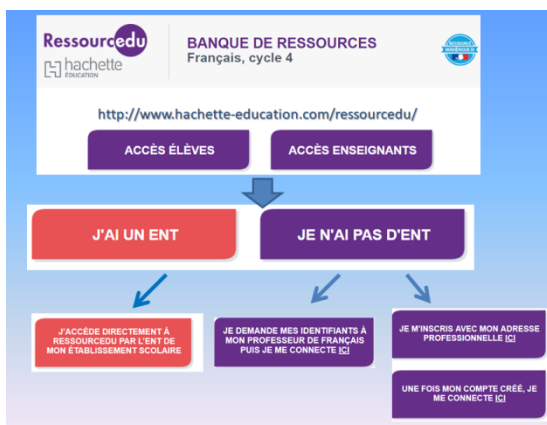 Ressourcedu
hachette
ÉDUCATION
BANQUE DE RESSOURCES
Français, cycle 4
http://www.hachette-education.com/ressourcedu/
ACCÈS ÉLÈVES
ACCÈS ENSEIGNANTS
J'AI UN ENT
JE N'AI PAS D'ENT
J'ACCÈDE DIRECTEMENT À
RESSOURCEDU PAR L'ENT DE
MON ÉTABLISSEMENT SCOLAIRE
JE DEMANDE MES IDENTIFIANTS À
MON PROFESSEUR DE FRANÇAIS
PUIS JE ME CONNECTE ICI
JE M'INSCRIS AVEC MON ADRESSE
PROFESSIONNELLE ICI
UNE FOIS MON COMPTE CRÉÉ, JE
ME CONNECTE ICI